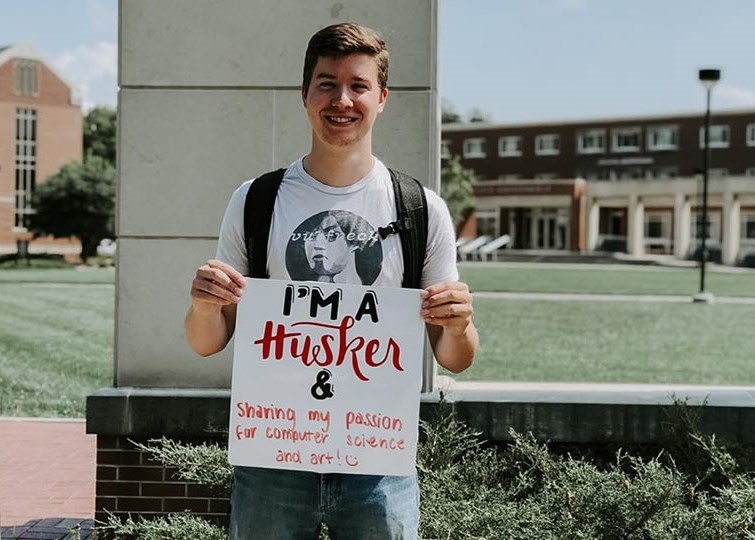 I'M A
Husker
&
Sharing my passion
for computer science
and art! :)